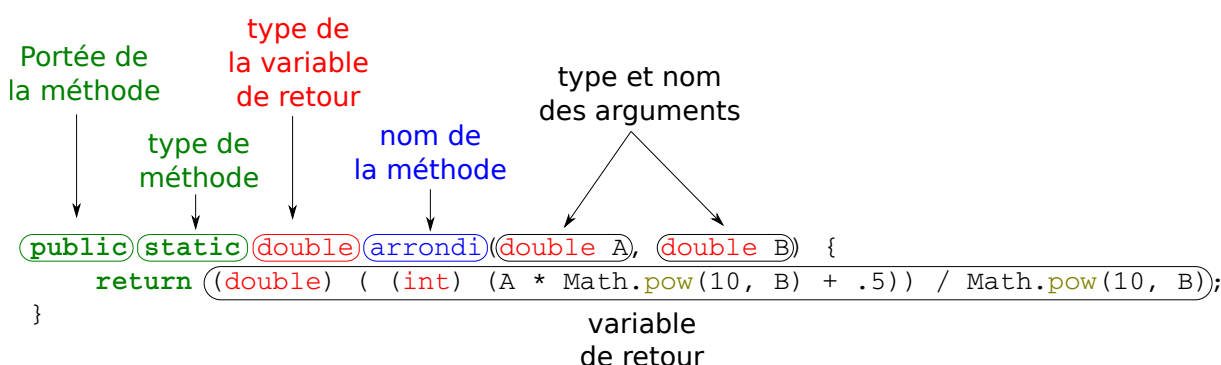 type de
la variable
de retour
Portée de
la méthode
type et nom
des arguments
type de
méthode
nom de
la méthode
public static double arrondi(double A, double B) {
return (double) ( (int) (A * Math.pow(10, B) + .5)) / Math.pow(10, B);
}
variable
de retour